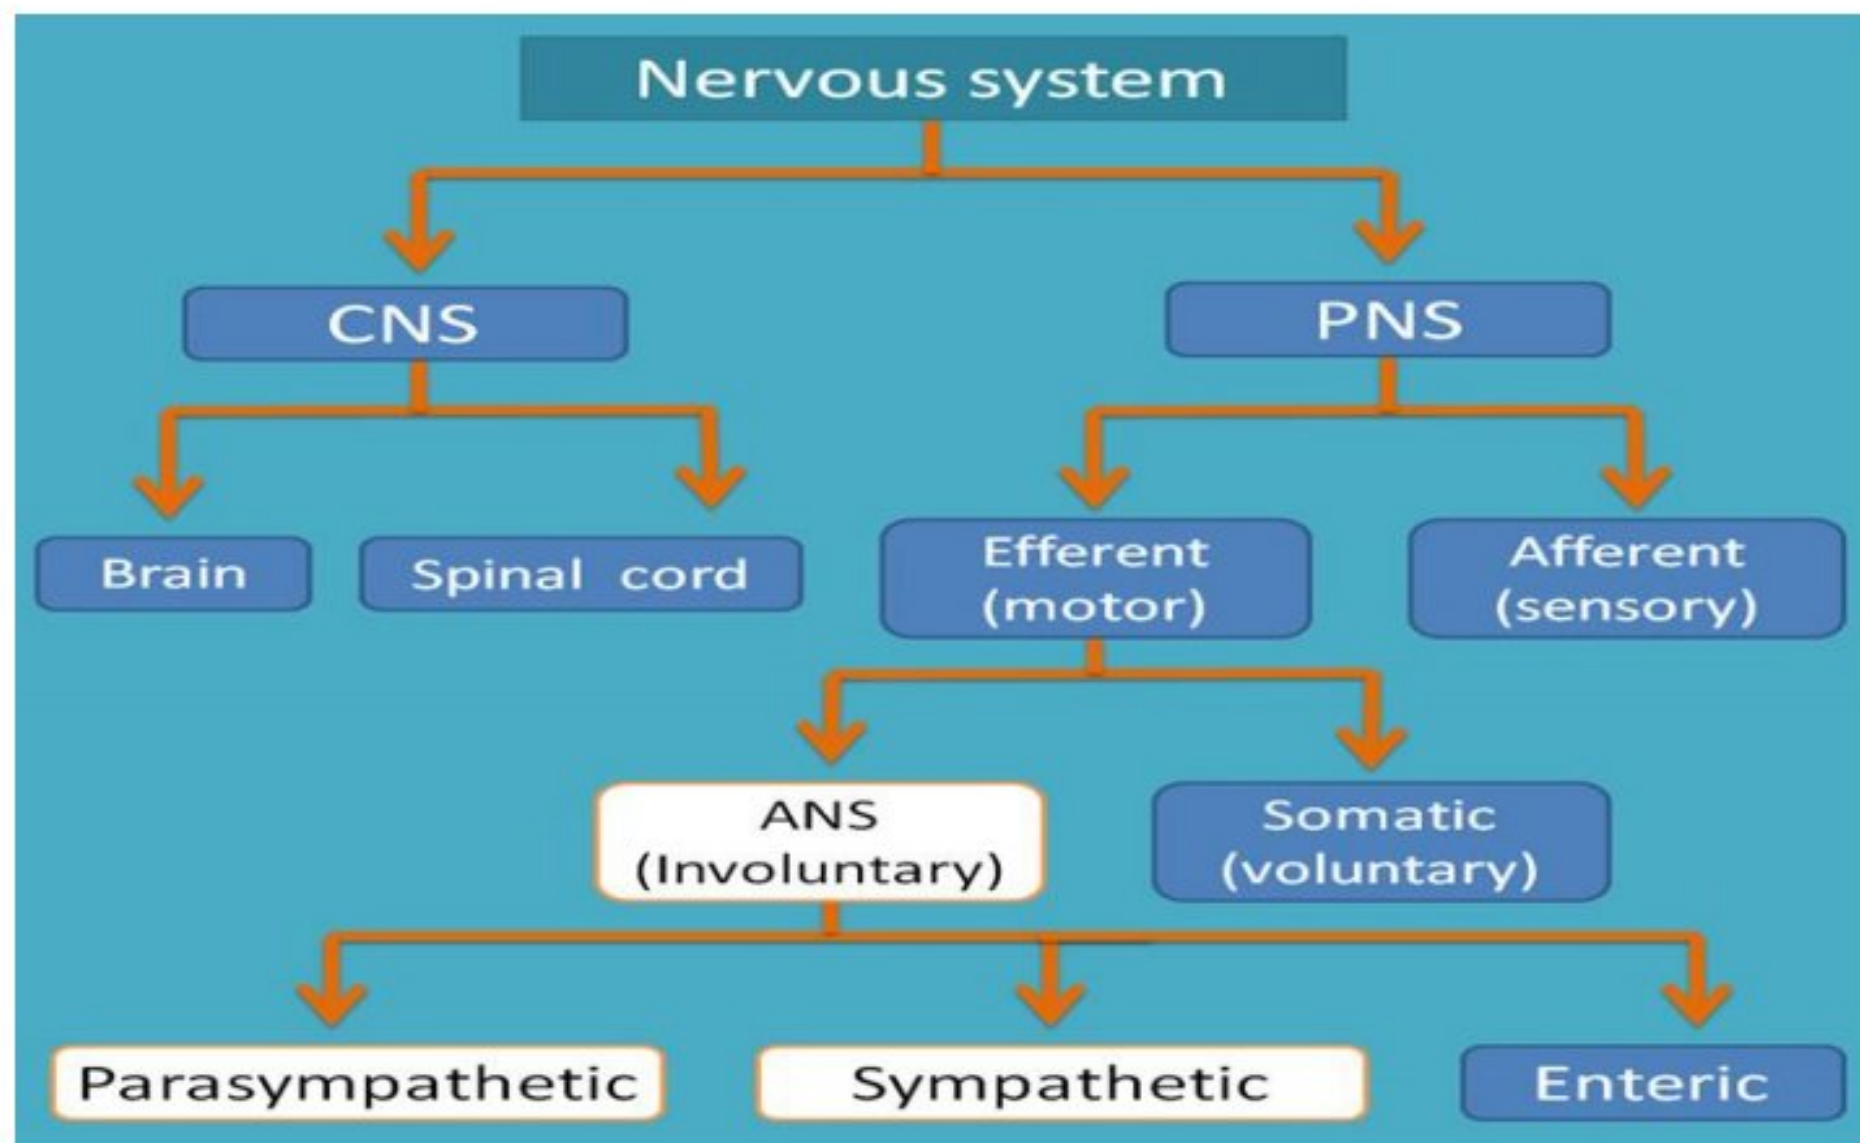 Nervous system
CNS
PNS
Brain
Spinal cord
Efferent
(motor)
Afferent
(sensory)
ANS
(Involuntary)
Somatic
(voluntary)
Parasympathetic
Sympathetic
Enteric